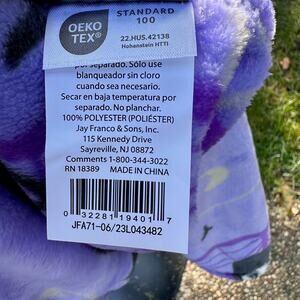 OEKO
TEX®
STANDARD
100
22.HUS.42138
Hohenstein HTTI
por separado. Sólo use
blanqueador sin cloro
cuando sea necesario.
Secar en baja temperatura por
separado. No planchar.
100% POLYESTER (POLIÉSTER)
Jay Franco & Sons, Inc.
115 Kennedy Drive
Sayreville, NJ 08872
Comments 1-800-344-3022
RN 18389 MADE IN CHINA
0 32281 19401 7
JFA71-06/23L043482